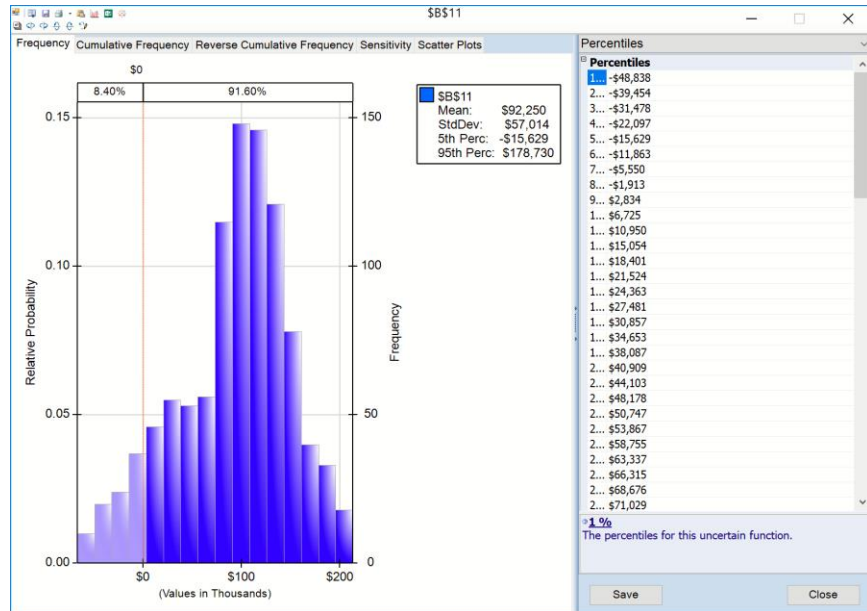 $B$11
Frequency Cumulative Frequency Reverse Cumulative Frequency Sensitivity Scatter Plots
$0
8.40% 91.60%
0.15
0.10
0.05
0.00
Relative Probability
150
100
50
0
Frequency
$0 $100 $200
(Values in Thousands)
$B$11
Mean: $92,250
StdDev: $57,014
5th Perc: -$15,629
95th Perc: $178,730
Percentiles
Percentiles
1... -$48,838
2... -$39,454
3... -$31,478
4... -$22,097
5... -$15,629
6... -$11,863
7... -$5,550
8... -$1,913
9... $2,834
1... $6,725
1... $10,950
1... $15,054
1... $18,401
1... $21,524
1... $24,363
1... $27,481
1... $30,857
1... $34,653
1... $38,087
2... $40,909
2... $44,103
2... $48,178
2... $50,747
2... $53,867
2... $58,755
2... $63,337
2... $66,315
2... $68,676
2... $71,029
1 %
The percentiles for this uncertain function.
Save Close